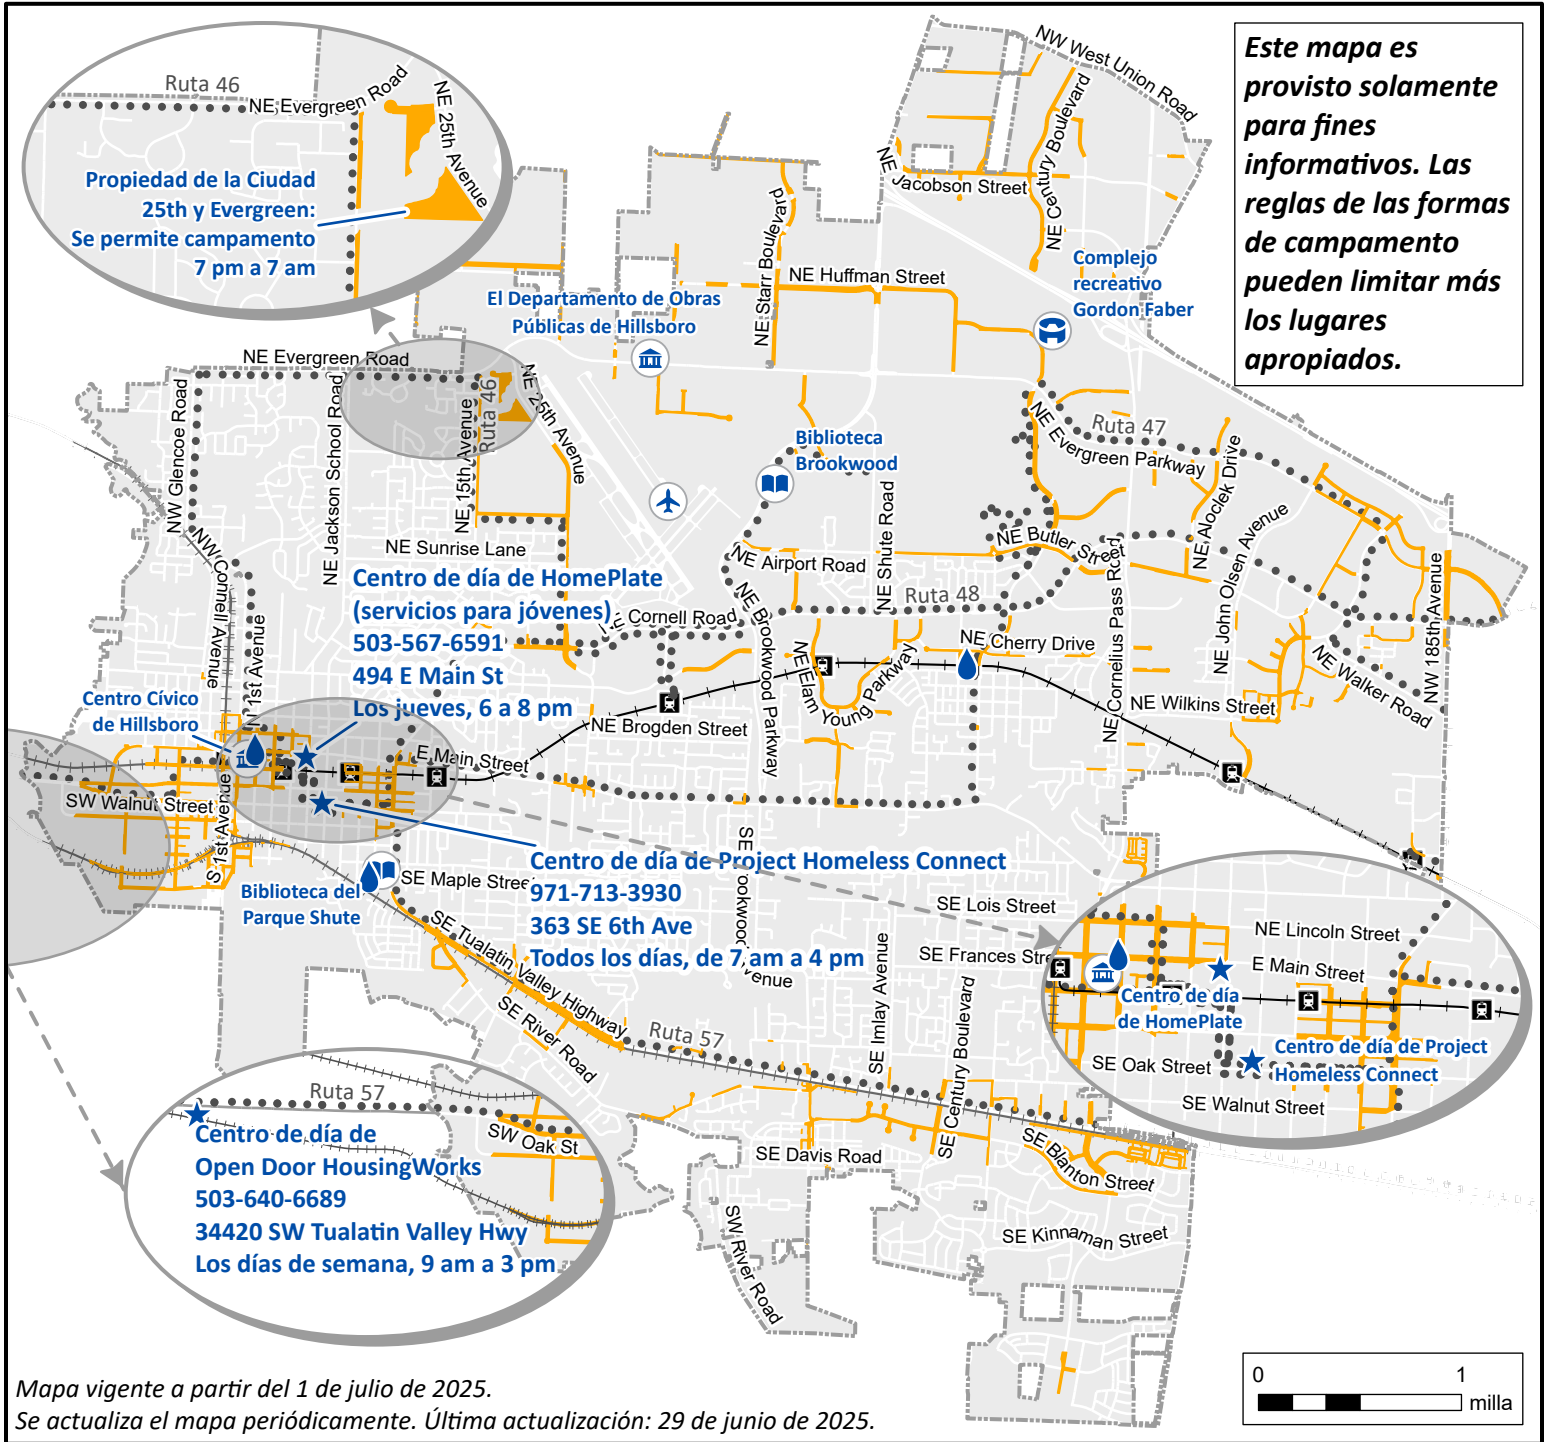 Este mapa es
provisto solamente
para fines
informativos. Las
reglas de las formas
de campamento
pueden limitar más
los lugares
apropiados.
Ruta 46
NE Evergreen Road
NE 25th Avenue
Propiedad de la Ciudad
25th y Evergreen:
Se permite campamento
7 pm a 7 am
NW West Union Road
NE Century Boulevard
NE Jacobson Street
NE Starr Boulevard
NE Huffman Street
Complejo
recreativo
Gordon Faber
El Departamento de Obras
Públicas de Hillsboro
NE Evergreen Road
NW Glencoe Road
NE Jackson School Road
NE 15th Avenue
Ruta 46
NE 25th Avenue
Biblioteca
Brookwood
Ruta 47
NE Evergreen Parkway
NE Aloclek Drive
NE Shute Road
NE John Olsen Avenue
NE Sunrise Lane
NE Airport Road
NE Butler Street
NE Cornelius Pass Road
NW 185th Avenue
NW Connell Avenue
N 1st Avenue
Centro de día de HomePlate
(servicios para jóvenes)
503-567-6591
494 E Main St
Los jueves, 6 a 8 pm
NE Cornell Road
NE Brookwood Parkway
Ruta 48
NE Cherry Drive
NE Elam Young Parkway
NE Walker Road
NE Wilkins Street
NE Brogden Street
Centro Cívico
de Hillsboro
E Main Street
SW Walnut Street
S 1st Avenue
Biblioteca del
Parque Shute
SE Maple Street
Centro de día de Project Homeless Connect
971-713-3930
363 SE 6th Ave
Todos los días, de 7 am a 4 pm
SE Brookwood Avenue
SE Lois Street
SE Frances Street
SE Tualatin Valley Highway
SE River Road
Ruta 57
SE Imlay Avenue
SE Century Boulevard
SE Davis Road
SE Blanton Street
SE Kinnaman Street
SW River Road
NE Lincoln Street
E Main Street
Centro de día
de HomePlate
Centro de día de Project
Homeless Connect
SE Oak Street
SE Walnut Street
Ruta 57
SW Oak St
Centro de día de
Open Door HousingWorks
503-640-6689
34420 SW Tualatin Valley Hwy
Los días de semana, 9 am a 3 pm
Mapa vigente a partir del 1 de julio de 2025.
Se actualiza el mapa periódicamente. Última actualización: 29 de junio de 2025.
0 1
milla